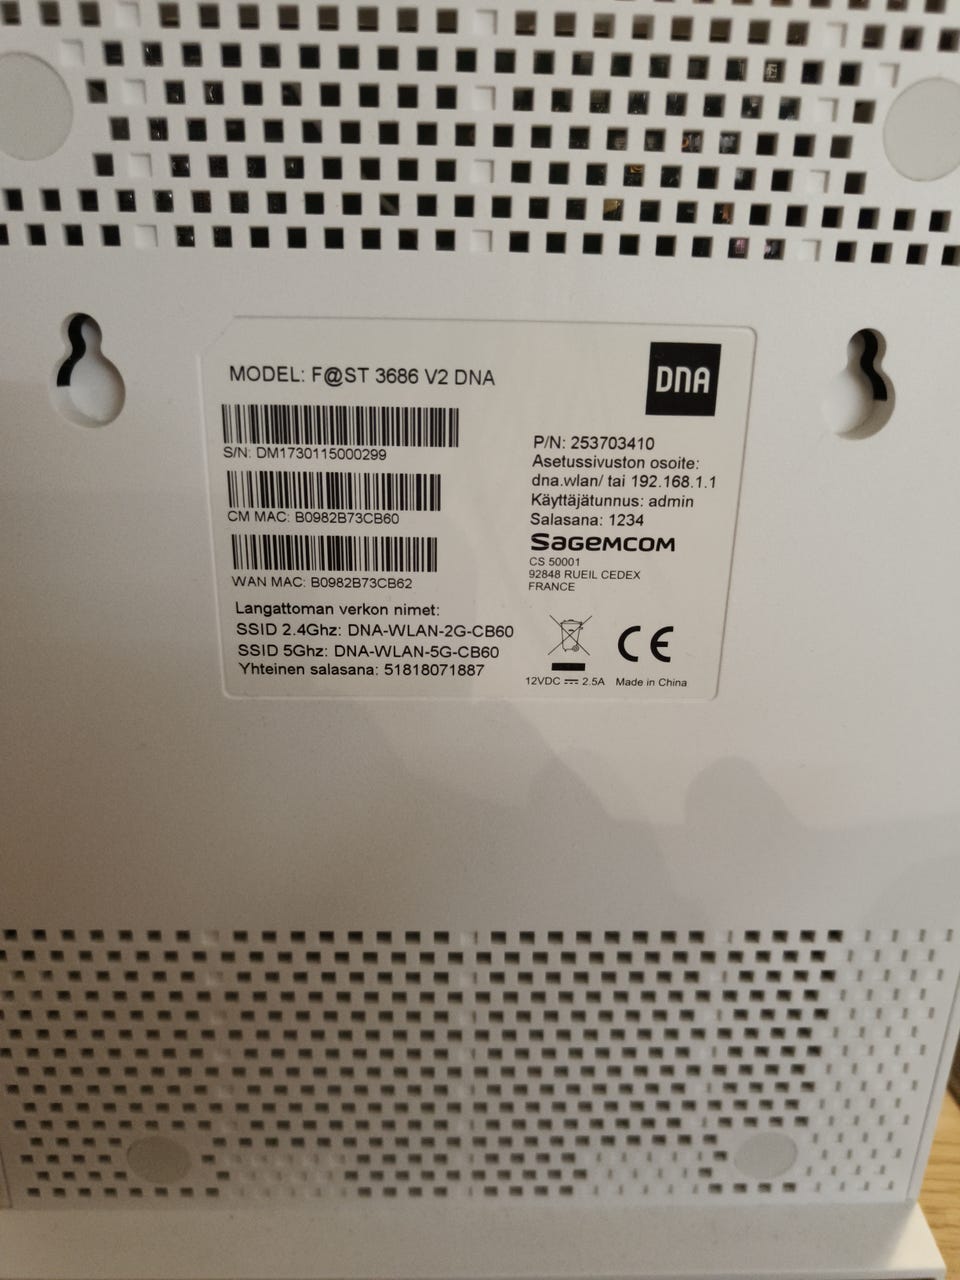 MODEL: F@ST 3686 V2 DNA
DNA
S/N: DM1730115000299
CM MAC: B0982B73CB60
WAN MAC: B0982B73CB62
Langattoman verkon nimet:
SSID 2.4Ghz: DNA-WLAN-2G-CB60
SSID 5Ghz: DNA-WLAN-5G-CB60
Yhteinen salasana: 51818071887
P/N: 253703410
Asetussivuston osoite:
dna.wlan/ tai 192.168.1.1
Käyttäjätunnus: admin
Salasana: 1234
SAGEMCOM
CS 50001
92848 RUEIL CEDEX
FRANCE
CE
12VDC ⎓ 2.5A Made in China